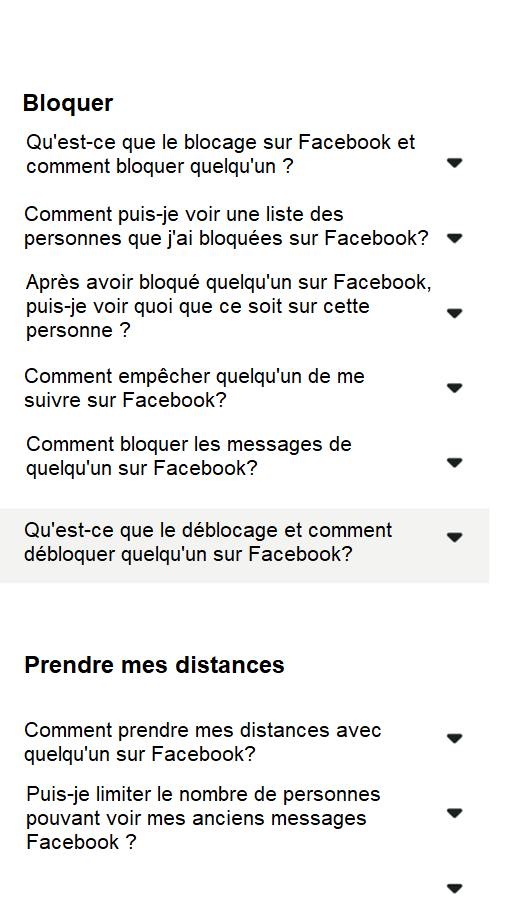 Bloquer
Qu'est-ce que le blocage sur Facebook et
comment bloquer quelqu'un ?
Comment puis-je voir une liste des
personnes que j'ai bloquées sur Facebook?
Après avoir bloqué quelqu'un sur Facebook,
puis-je voir quoi que ce soit sur cette
personne ?
Comment empêcher quelqu'un de me
suivre sur Facebook?
Comment bloquer les messages de
quelqu'un sur Facebook?
Qu'est-ce que le déblocage et comment
débloquer quelqu'un sur Facebook?
Prendre mes distances
Comment prendre mes distances avec
quelqu'un sur Facebook?
Puis-je limiter le nombre de personnes
pouvant voir mes anciens messages
Facebook ?